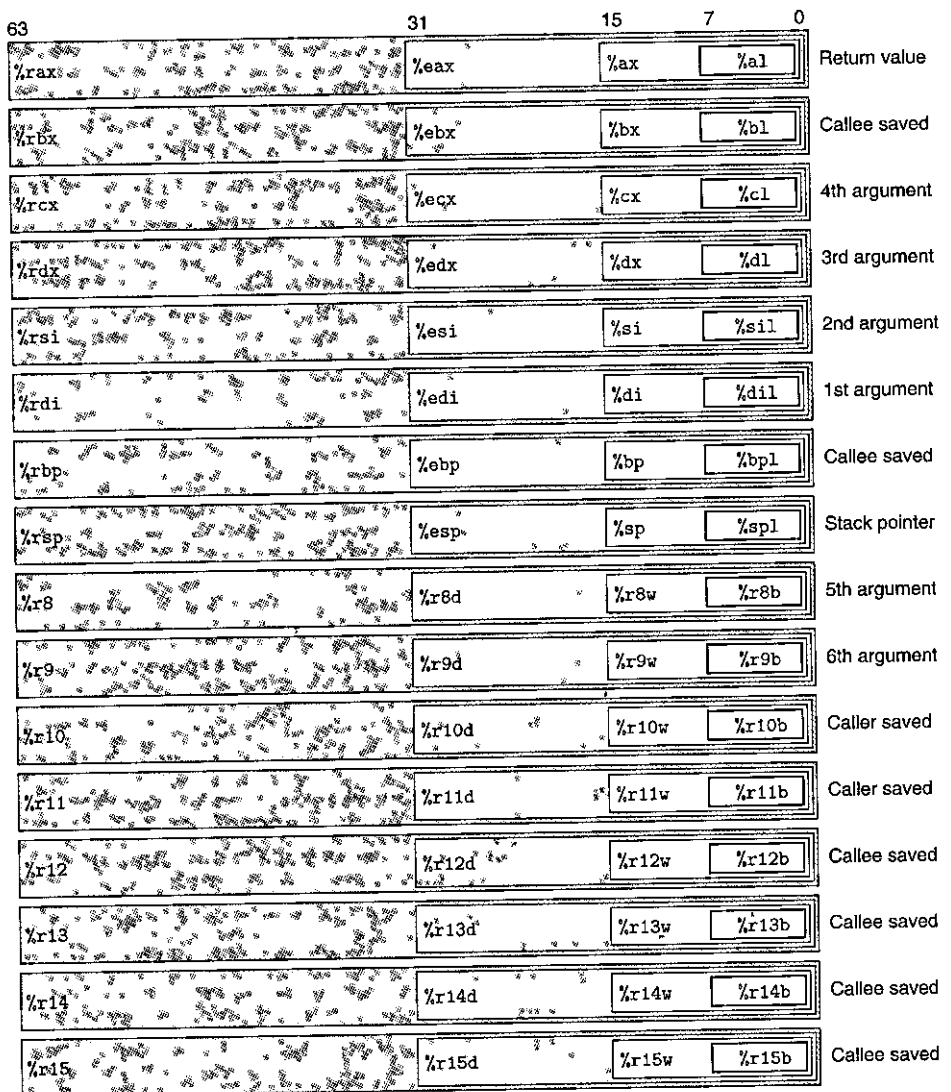 63 31 15 7 0
%rax %eax %ax %al Return value
%rbx %ebx %bx %bl Callee saved
%rcx %ecx %cx %cl 4th argument
%rdx %edx %dx %dl 3rd argument
%rsi %esi %si %sil 2nd argument
%rdi %edi %di %dil 1st argument
%rbp %ebp %bp %bpl Callee saved
%rsp %esp %sp %spl Stack pointer
%r8 %r8d %r8w %r8b 5th argument
%r9 %r9d %r9w %r9b 6th argument
%r10 %r10d %r10w %r10b Caller saved
%r11 %r11d %r11w %r11b Caller saved
%r12 %r12d %r12w %r12b Callee saved
%r13 %r13d %r13w %r13b Callee saved
%r14 %r14d %r14w %r14b Callee saved
%r15 %r15d %r15w %r15b Callee saved